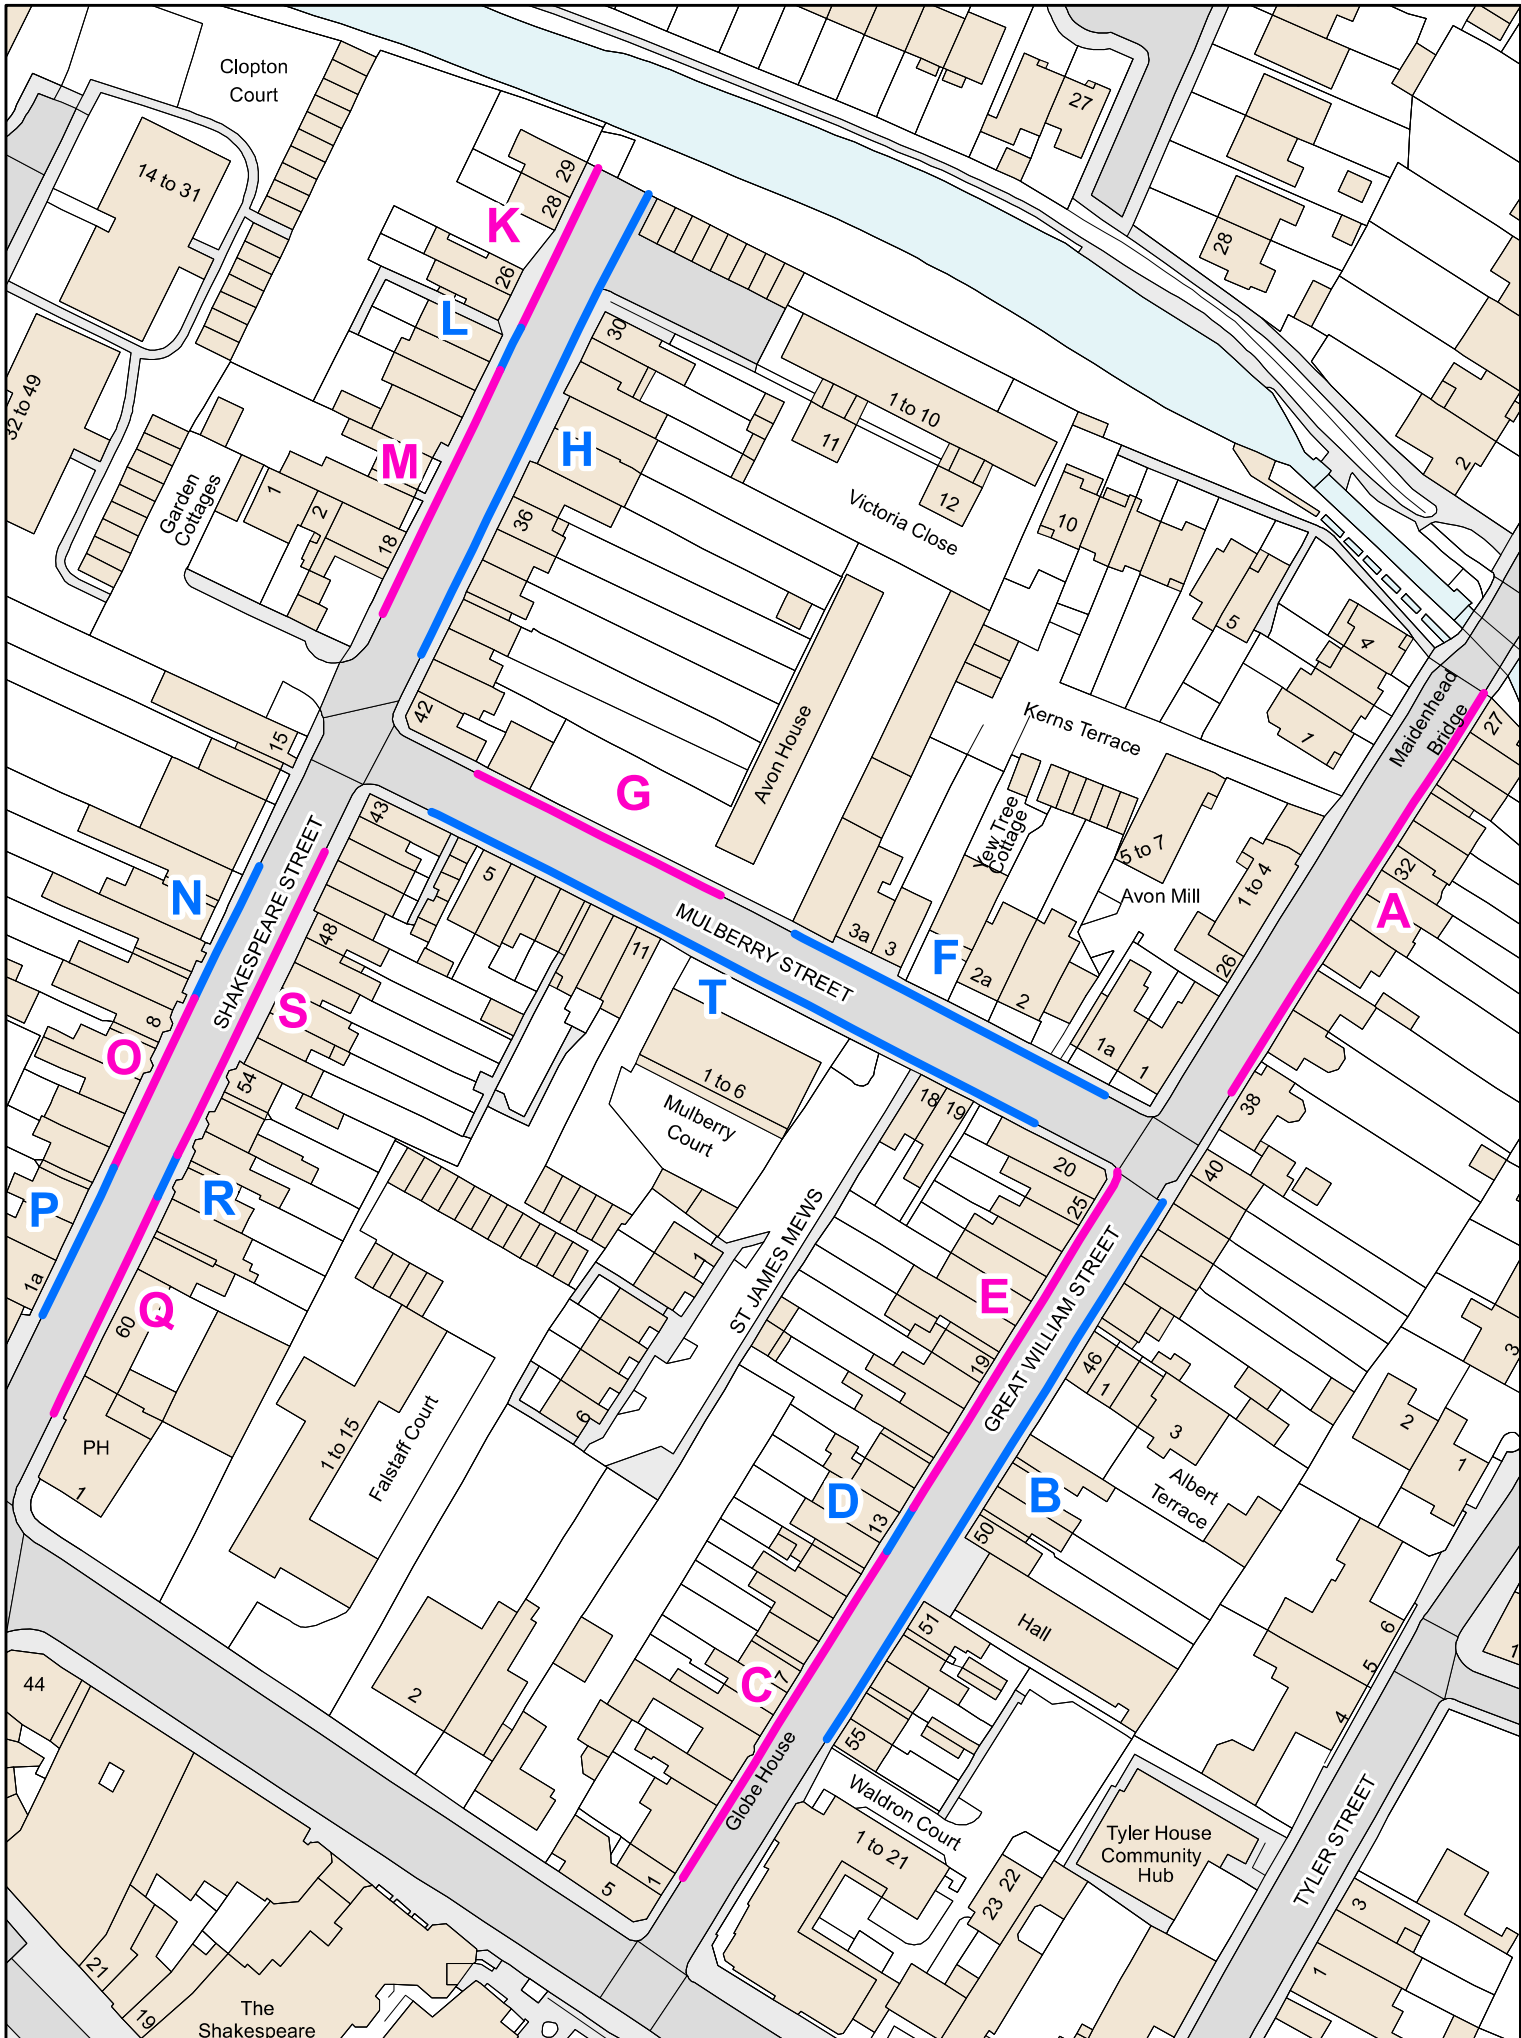 Clopton
Court
27
14 to 31
29
28
K
26
28
L
30
32 to 49
1 to 10
11
H
M
2
12
Victoria Close
1
Garden
Cottages
2
36
10
18
5
4
Maidenhead
Bridge
27
42
Kerns Terrace
1
15
Avon House
G
43
Yew Tree
Cottage
5 to 7
1 to 4
32
5
N
Avon Mill
A
SHAKESPEARE STREET
MULBERRY STREET
48
11
3a
3
F
26
2a
2
T
S
8
O
1a
1
54
1 to 6
Mulberry
Court
18
19
38
20
40
P
R
25
ST JAMES MEWS
1
1a
Q
60
E
GREAT WILLIAM STREET
19
46
1
3
3
2
6
1 to 15
Falstaff Court
PH
1
D
13
B
Albert
Terrace
1
50
51
Hall
6
5
4
1
44
2
C
7
55
Globe House
Waldron Court
1 to 21
Tyler House
Community
Hub
TYLER STREET
1
5
22
23
3
1
21
19
The
Shakespeare